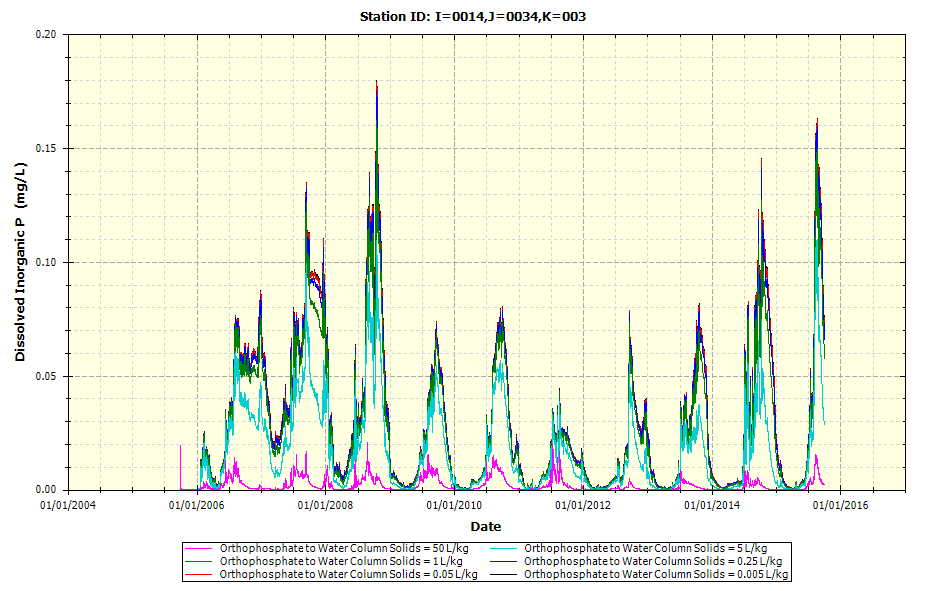 Station ID: I=0014,J=0034,K=003
Dissolved Inorganic P (mg/L)
0.20
0.15
0.10
0.05
0.00
01/01/2004 01/01/2006 01/01/2008 01/01/2010 01/01/2012 01/01/2014 01/01/2016
Date
Orthophosphate to Water Column Solids = 50 L/kg Orthophosphate to Water Column Solids = 5 L/kg
Orthophosphate to Water Column Solids = 1 L/kg Orthophosphate to Water Column Solids = 0.25 L/kg
Orthophosphate to Water Column Solids = 0.05 L/kg Orthophosphate to Water Column Solids = 0.005 L/kg